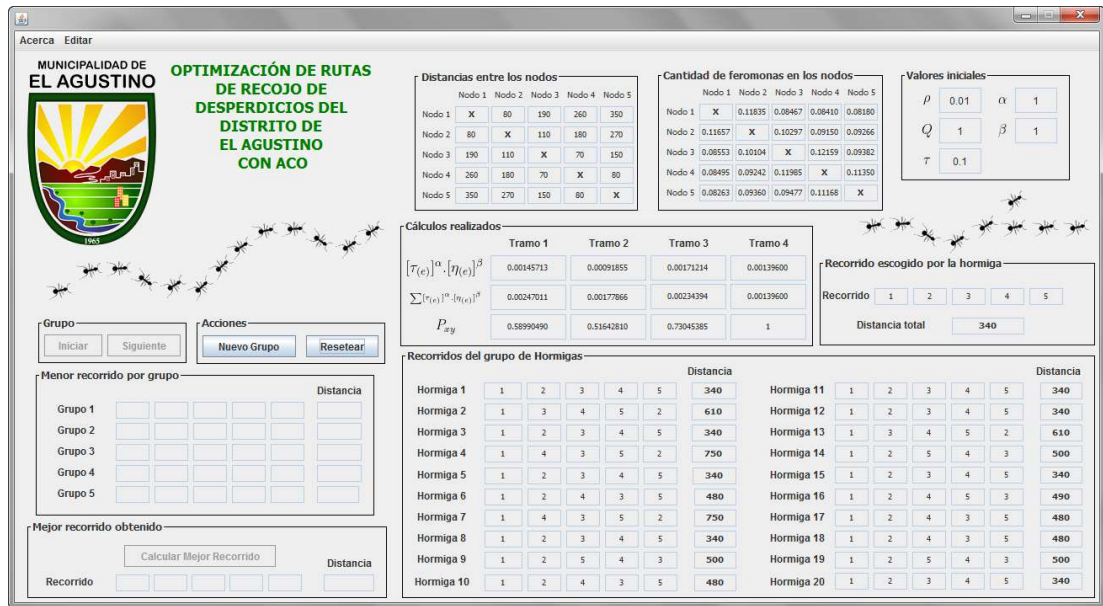 Acerca Editar
MUNICIPALIDAD DE
EL AGUSTINO
1965
OPTIMIZACIÓN DE RUTAS
DE RECOJO DE
DESPERDICIOS DEL
DISTRITO DE
EL AGUSTINO
CON ACO
Distancias entre los nodos
Nodo 1 Nodo 2 Nodo 3 Nodo 4 Nodo 5
Nodo 1 X 80 190 260 350
Nodo 2 80 X 110 180 270
Nodo 3 190 110 X 70 150
Nodo 4 260 180 70 X 80
Nodo 5 350 270 150 80 X
Cantidad de feromonas en los nodos
Nodo 1 Nodo 2 Nodo 3 Nodo 4 Nodo 5
Nodo 1 X 0.11835 0.08467 0.08410 0.08180
Nodo 2 0.11657 X 0.10297 0.09150 0.09266
Nodo 3 0.08553 0.10104 X 0.12159 0.09382
Nodo 4 0.08495 0.09242 0.11985 X 0.11350
Nodo 5 0.08263 0.09360 0.09477 0.11168 X
Valores iniciales
ρ 0.01 α 1
Q 1 β 1
τ 0.1
Cálculos realizados
Tramo 1 Tramo 2 Tramo 3 Tramo 4
[τ(e)]^α.[η(e)]^β 0.00145713 0.00091855 0.00171214 0.00139600
∑[τ(e)]^α.[η(e)]^β 0.00247011 0.00177866 0.00234394 0.00139600
Pxy 0.58990490 0.51642810 0.73045385 1
Recorrido escogido por la hormiga
Recorrido 1 2 3 4 5
Distancia total 340
Grupo
Iniciar Siguiente
Acciones
Nuevo Grupo Resetear
Menor recorrido por grupo
Distancia
Grupo 1
Grupo 2
Grupo 3
Grupo 4
Grupo 5
Mejor recorrido obtenido
Calcular Mejor Recorrido Distancia
Recorrido
Recorridos del grupo de Hormigas
Distancia Distancia
Hormiga 1 1 2 3 4 5 340 Hormiga 11 1 2 3 4 5 340
Hormiga 2 1 3 4 5 2 610 Hormiga 12 1 2 3 4 5 340
Hormiga 3 1 2 3 4 5 340 Hormiga 13 1 3 4 5 2 610
Hormiga 4 1 4 3 5 2 750 Hormiga 14 1 2 5 4 3 500
Hormiga 5 1 2 3 4 5 340 Hormiga 15 1 2 3 4 5 340
Hormiga 6 1 2 4 3 5 480 Hormiga 16 1 2 4 5 3 490
Hormiga 7 1 4 3 5 2 750 Hormiga 17 1 2 4 3 5 480
Hormiga 8 1 2 3 4 5 340 Hormiga 18 1 2 4 3 5 480
Hormiga 9 1 2 5 4 3 500 Hormiga 19 1 2 5 4 3 500
Hormiga 10 1 2 4 3 5 480 Hormiga 20 1 2 3 4 5 340